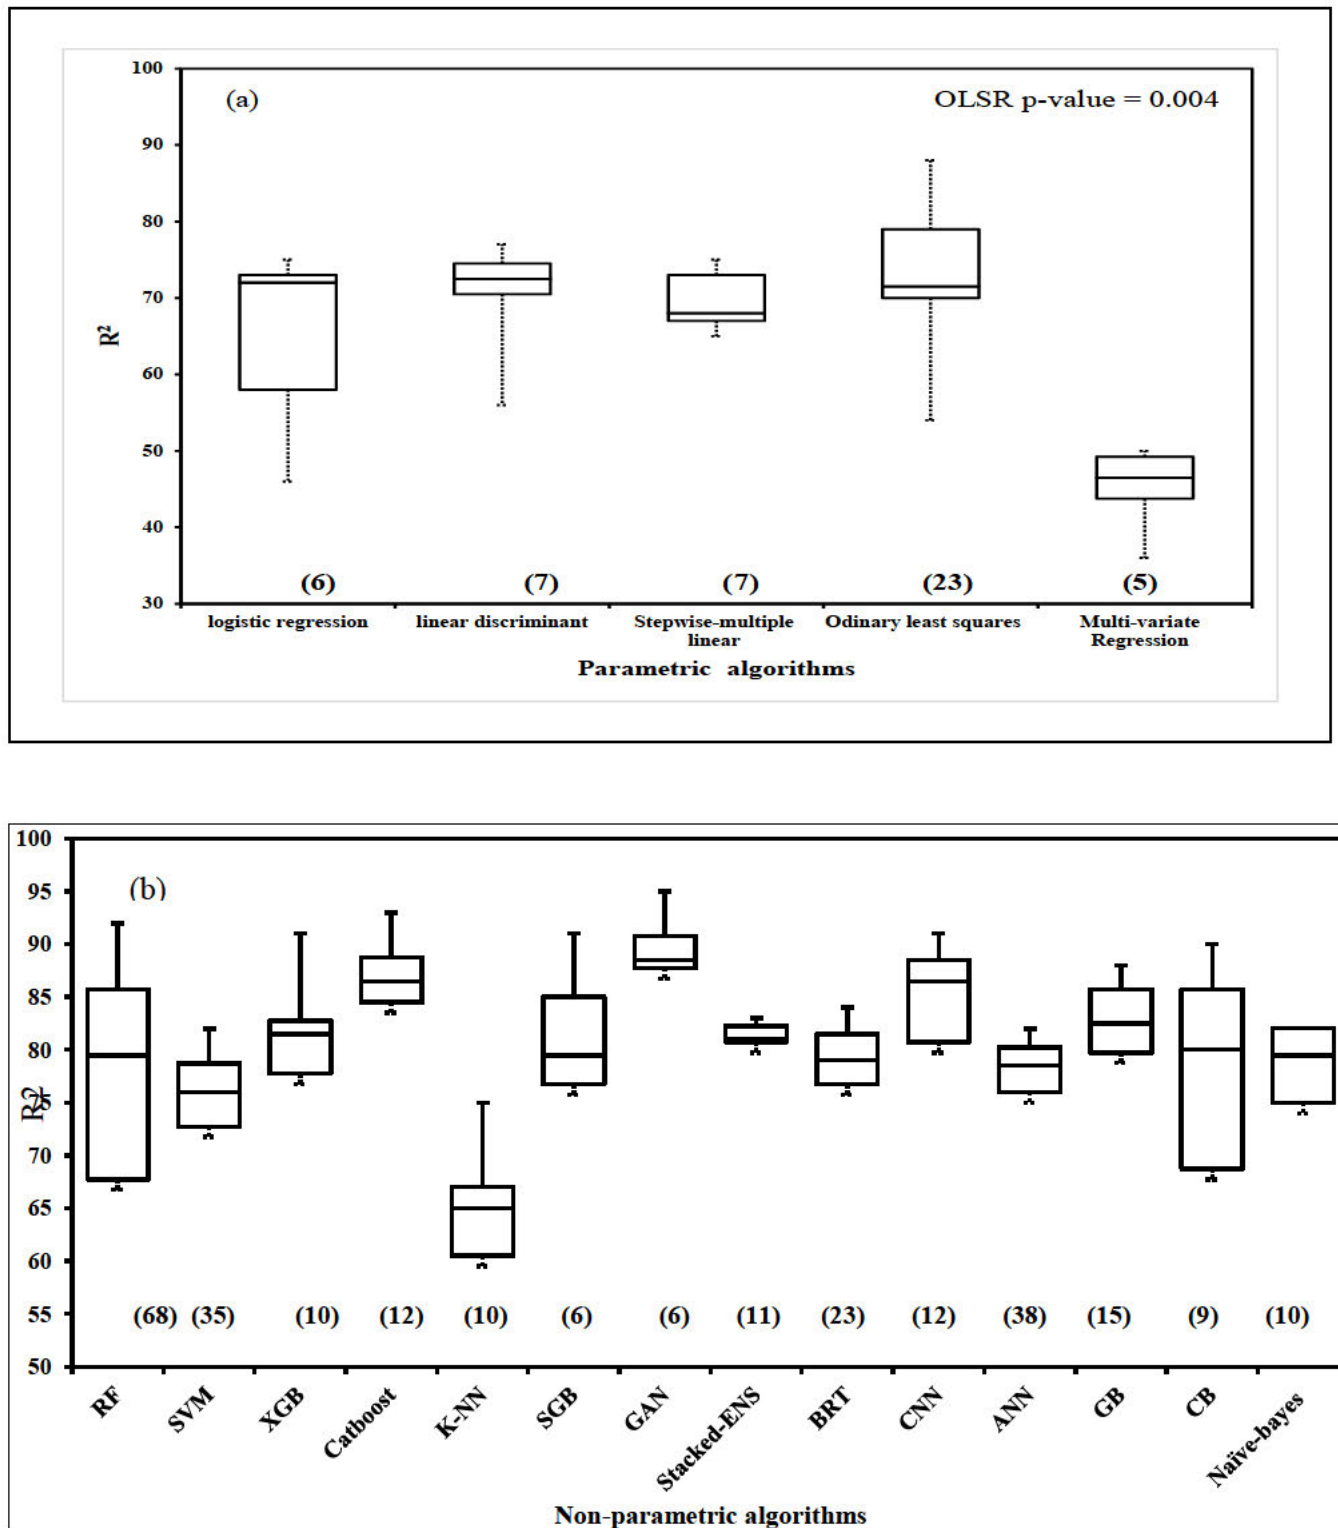 100
(a)
OLSR p-value = 0.004
90
80
70
R²
60
50
40
(6)
(7)
(7)
(23)
(5)
30
logistic regression
linear discriminant
Stepwise-multiple
linear
Odinary least squares
Multi-variate
Regression
Parametric algorithms
100
95
(b)
90
85
80
R2
75
70
65
60
55
(68)
(35)
(10)
(12)
(10)
(6)
(6)
(11)
(23)
(12)
(38)
(15)
(9)
(10)
50
RF
SVM
XGB
Catboost
K-NN
SGB
GAN
Stacked-ENS
BRT
CNN
ANN
GB
CB
Naïve-bayes
Non-parametric algorithms